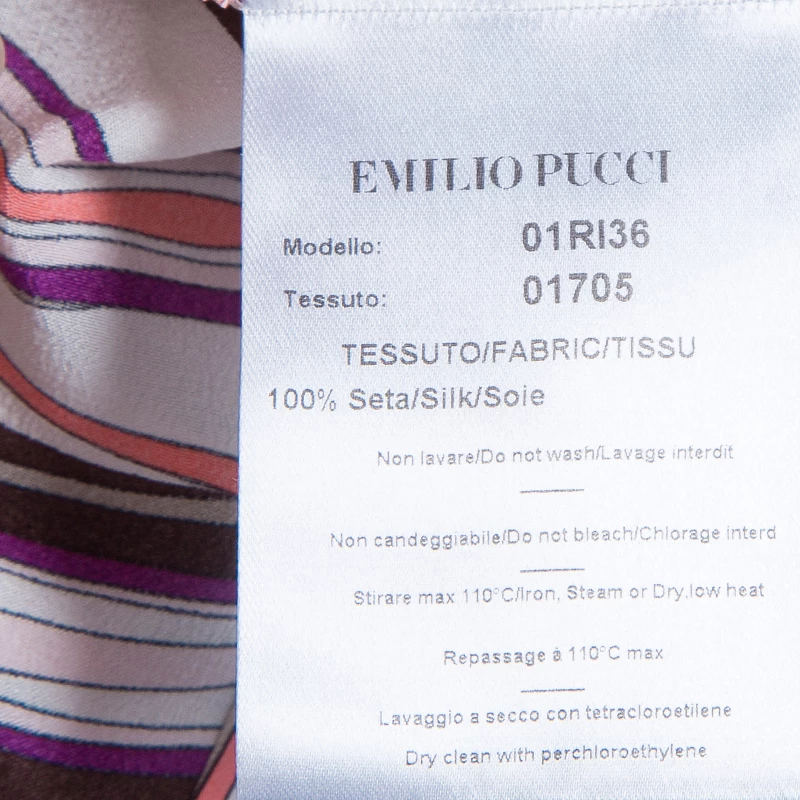 EMILIO PUCCI
Modello: 01RI36
Tessuto: 01705
TESSUTO/FABRIC/TISSU
100% Seta/Silk/Soie
Non lavare/Do not wash/Lavage interdit
Non candeggiabile/Do not bleach/Chlorage interd
Stirare max 110°C/Iron, Steam or Dry,low heat
Repassage à 110°C max
Lavaggio a secco con tetracloroetilene
Dry clean with perchloroethylene